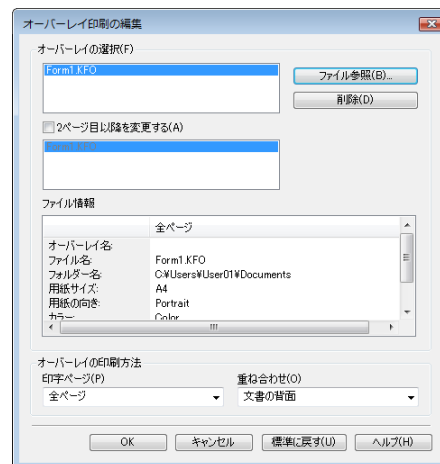 オーバーレイ印刷の編集
オーバーレイの選択(F)
Form1.KFO
ファイル参照(B)...
削除(D)
2ページ目以降を変更する(A)
Form1.KFO
ファイル情報
全ページ
オーバーレイ名:
ファイル名: Form1.KFO
フォルダー名: C:¥Users¥User01¥Documents
用紙サイズ: A4
用紙の向き: Portrait
カラー: Color
オーバーレイの印刷方法
印字ページ(P) 重ね合わせ(O)
全ページ 文書の背面
OK キャンセル 標準に戻す(U) ヘルプ(H)